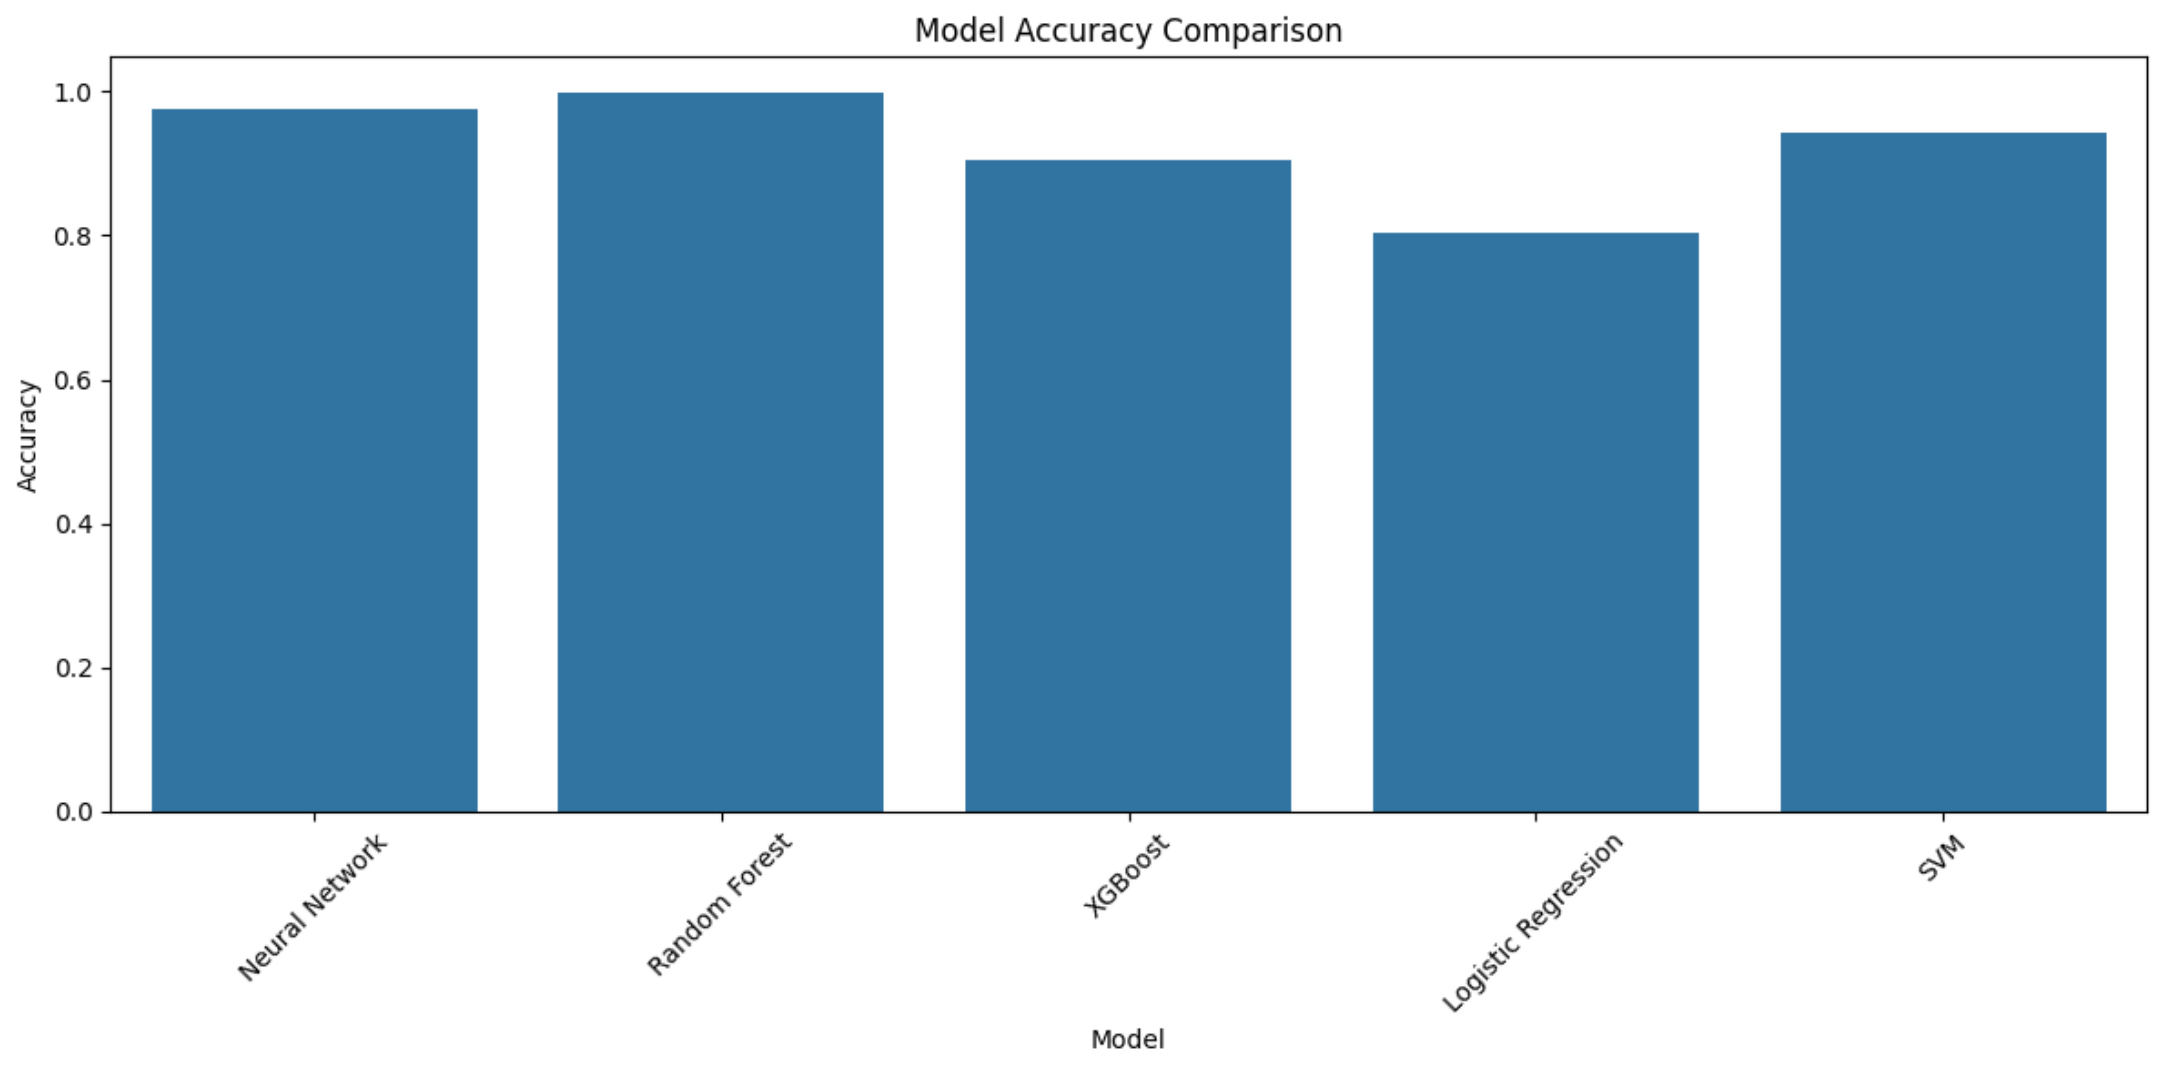 Model Accuracy Comparison
Accuracy
1.0
0.8
0.6
0.4
0.2
0.0
Neural Network
Random Forest
XGBoost
Logistic Regression
SVM
Model